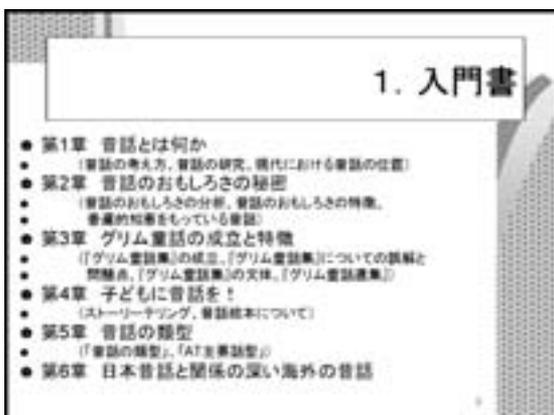 1. 入門書
● 第1章 昔話とは何か
● (昔話の考え方、昔話の研究、現代における昔話の位置)
● 第2章 昔話のおもしろさの秘密
● (昔話のおもしろさの分析、昔話のおもしろさの特徴、
● 普遍的知恵をもっている昔話)
● 第3章 グリム童話の成立と特徴
● (『グリム童話集』の成立、『グリム童話集』についての誤解と
● 問題点、『グリム童話集』の文体、『グリム童話選集』)
● 第4章 子どもに昔話を!
● (ストーリーテリング、昔話絵本について)
● 第5章 昔話の類型
● (「昔話の類型」、「AT主要話型」)
● 第6章 日本昔話と関係の深い海外の昔話